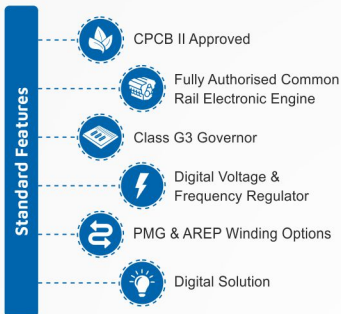 Standard Features
CPCB II Approved
Fully Authorised Common
Rail Electronic Engine
Class G3 Governor
Digital Voltage &
Frequency Regulator
PMG & AREP Winding Options
Digital Solution